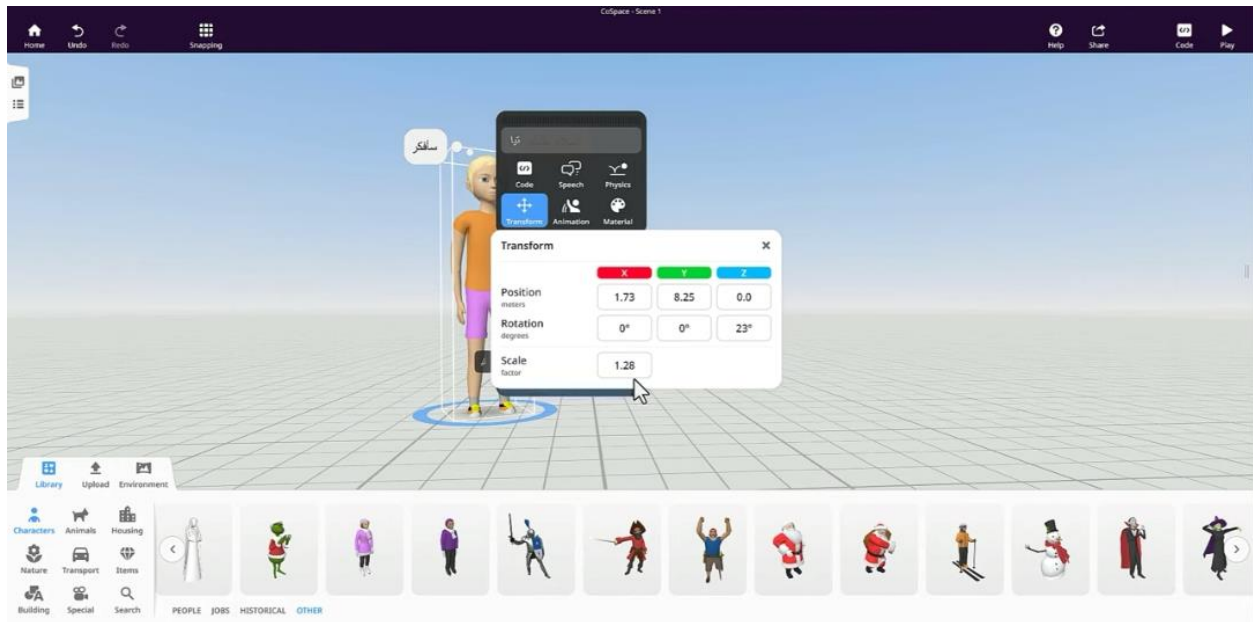 CoSpace - Scene 1
Home Undo Redo Snapping Help Share Code Play
سأفكر
Code Speech Physics
Transform Animation Material
Transform
X Y Z
Position 1.73 8.25 0.0
meters
Rotation 0° 0° 23°
degrees
Scale 1.28
factor
Library Upload Environment
Characters Animals Housing
Nature Transport Items
Building Special Search
PEOPLE JOBS HISTORICAL OTHER